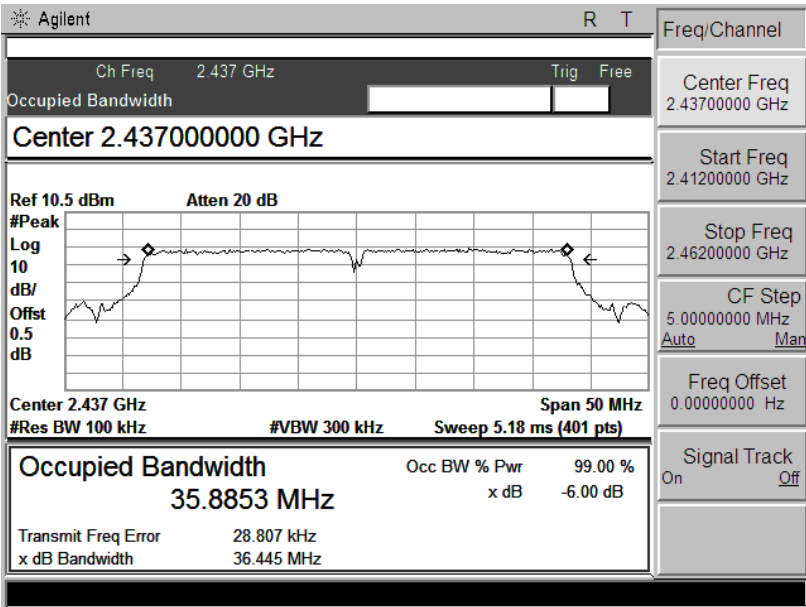 Agilent R T
Freq/Channel
Ch Freq 2.437 GHz Trig Free
Occupied Bandwidth
Center 2.437000000 GHz
Center Freq
2.43700000 GHz
Start Freq
2.41200000 GHz
Stop Freq
2.46200000 GHz
CF Step
5.00000000 MHz
Auto Man
Freq Offset
0.00000000 Hz
Signal Track
On Off
Ref 10.5 dBm Atten 20 dB
#Peak
Log
10
dB/
Offst
0.5
dB
Center 2.437 GHz Span 50 MHz
#Res BW 100 kHz #VBW 300 kHz Sweep 5.18 ms (401 pts)
Occupied Bandwidth Occ BW % Pwr 99.00 %
35.8853 MHz x dB -6.00 dB
Transmit Freq Error 28.807 kHz
x dB Bandwidth 36.445 MHz